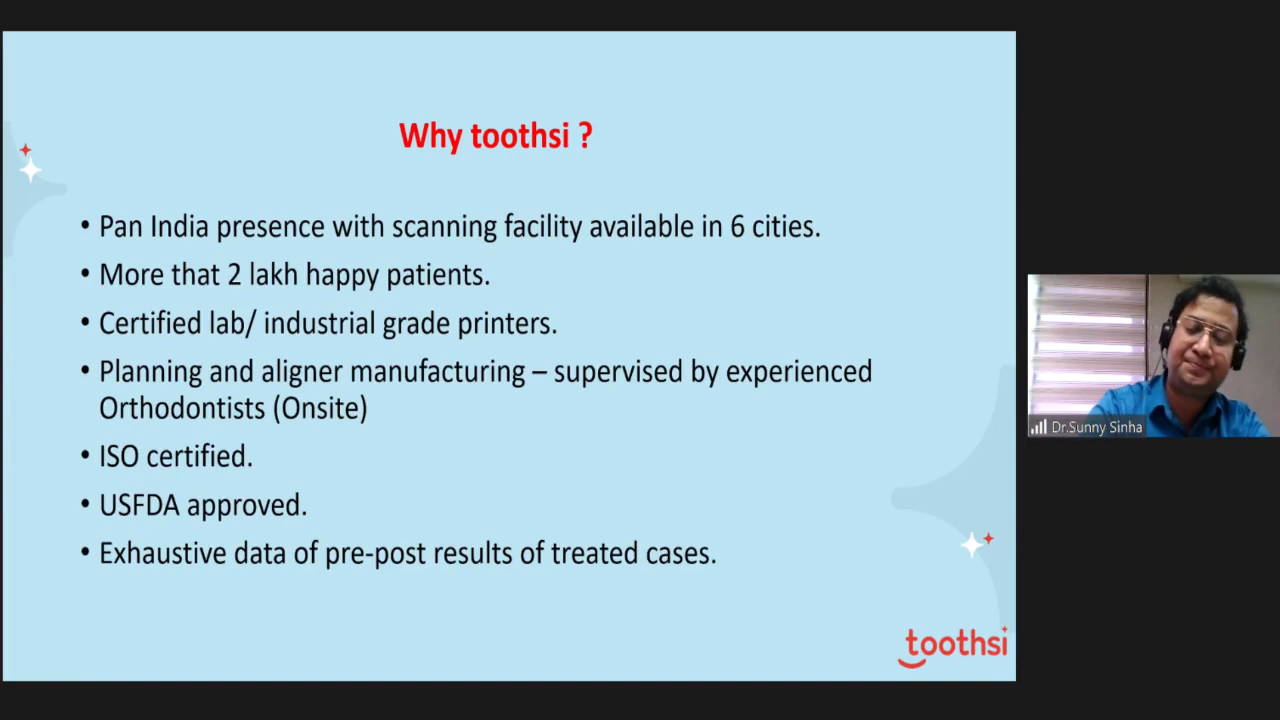 Why toothsi ?
• Pan India presence with scanning facility available in 6 cities.
• More that 2 lakh happy patients.
• Certified lab/ industrial grade printers.
• Planning and aligner manufacturing – supervised by experienced
Orthodontists (Onsite)
• ISO certified.
• USFDA approved.
• Exhaustive data of pre-post results of treated cases.
toothsi
Dr.Sunny Sinha